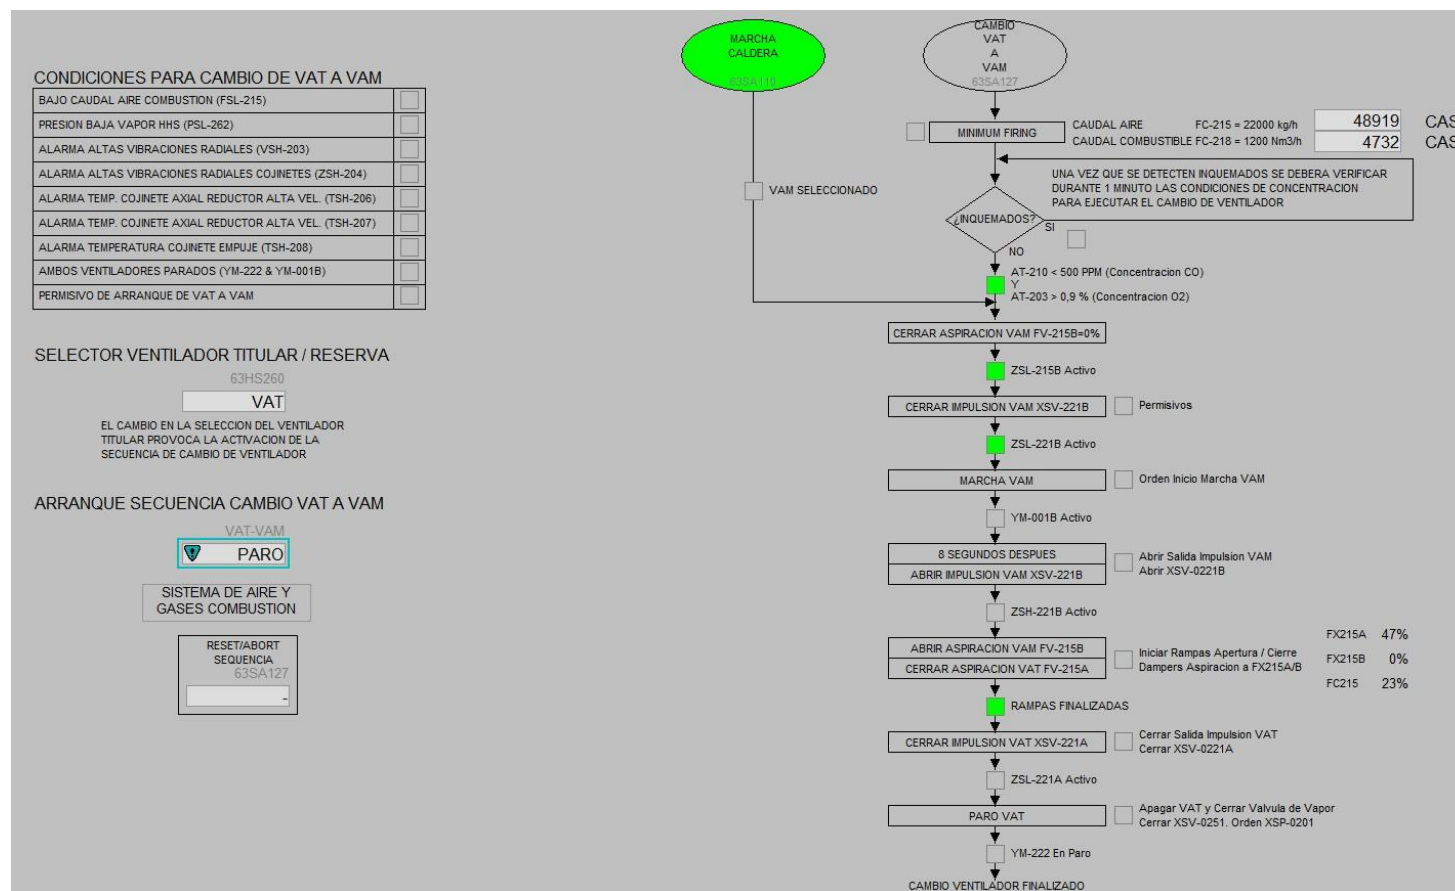 CONDICIONES PARA CAMBIO DE VAT A VAM
BAJO CAUDAL AIRE COMBUSTION (FSL-215)
PRESION BAJA VAPOR HHS (PSL-262)
ALARMA ALTAS VIBRACIONES RADIALES (VSH-203)
ALARMA ALTAS VIBRACIONES RADIALES COJINETES (ZSH-204)
ALARMA TEMP. COJINETE AXIAL REDUCTOR ALTA VEL. (TSH-206)
ALARMA TEMP. COJINETE AXIAL REDUCTOR ALTA VEL. (TSH-207)
ALARMA TEMPERATURA COJINETE EMPUJE (TSH-208)
AMBOS VENTILADORES PARADOS (YM-222 & YM-001B)
PERMISIVO DE ARRANQUE DE VAT A VAM
SELECTOR VENTILADOR TITULAR / RESERVA
63HS260
VAT
EL CAMBIO EN LA SELECCION DEL VENTILADOR
TITULAR PROVOCA LA ACTIVACION DE LA
SECUENCIA DE CAMBIO DE VENTILADOR
ARRANQUE SECUENCIA CAMBIO VAT A VAM
VAT-VAM
PARO
SISTEMA DE AIRE Y
GASES COMBUSTION
RESET/ABORT
SEQUENCIA
63SA127
-
MARCHA
CALDERA
63SA110
VAM SELECCIONADO
CAMBIO
VAT
A
VAM
63SA127
MINIMUM FIRING
CAUDAL AIRE FC-215 = 22000 kg/h 48919 CAS
CAUDAL COMBUSTIBLE FC-218 = 1200 Nm3/h 4732 CAS
UNA VEZ QUE SE DETECTEN INQUEMADOS SE DEBERA VERIFICAR
DURANTE 1 MINUTO LAS CONDICIONES DE CONCENTRACION
PARA EJECUTAR EL CAMBIO DE VENTILADOR
¿INQUEMADOS?
SI
NO
AT-210 < 500 PPM (Concentracion CO)
Y
AT-203 > 0,9 % (Concentracion O2)
CERRAR ASPIRACION VAM FV-215B=0%
ZSL-215B Activo
CERRAR IMPULSION VAM XSV-221B
Permisivos
ZSL-221B Activo
MARCHA VAM
Orden Inicio Marcha VAM
YM-001B Activo
8 SEGUNDOS DESPUES
ABRIR IMPULSION VAM XSV-221B
Abrir Salida Impulsion VAM
Abrir XSV-0221B
ZSH-221B Activo
ABRIR ASPIRACION VAM FV-215B
CERRAR ASPIRACION VAT FV-215A
Iniciar Rampas Apertura / Cierre
Dampers Aspiracion a FX215A/B
FX215A 47%
FX215B 0%
FC215 23%
RAMPAS FINALIZADAS
CERRAR IMPULSION VAT XSV-221A
Cerrar Salida Impulsion VAT
Cerrar XSV-0221A
ZSL-221A Activo
PARO VAT
Apagar VAT y Cerrar Valvula de Vapor
Cerrar XSV-0251. Orden XSP-0201
YM-222 En Paro
CAMBIO VENTILADOR FINALIZADO